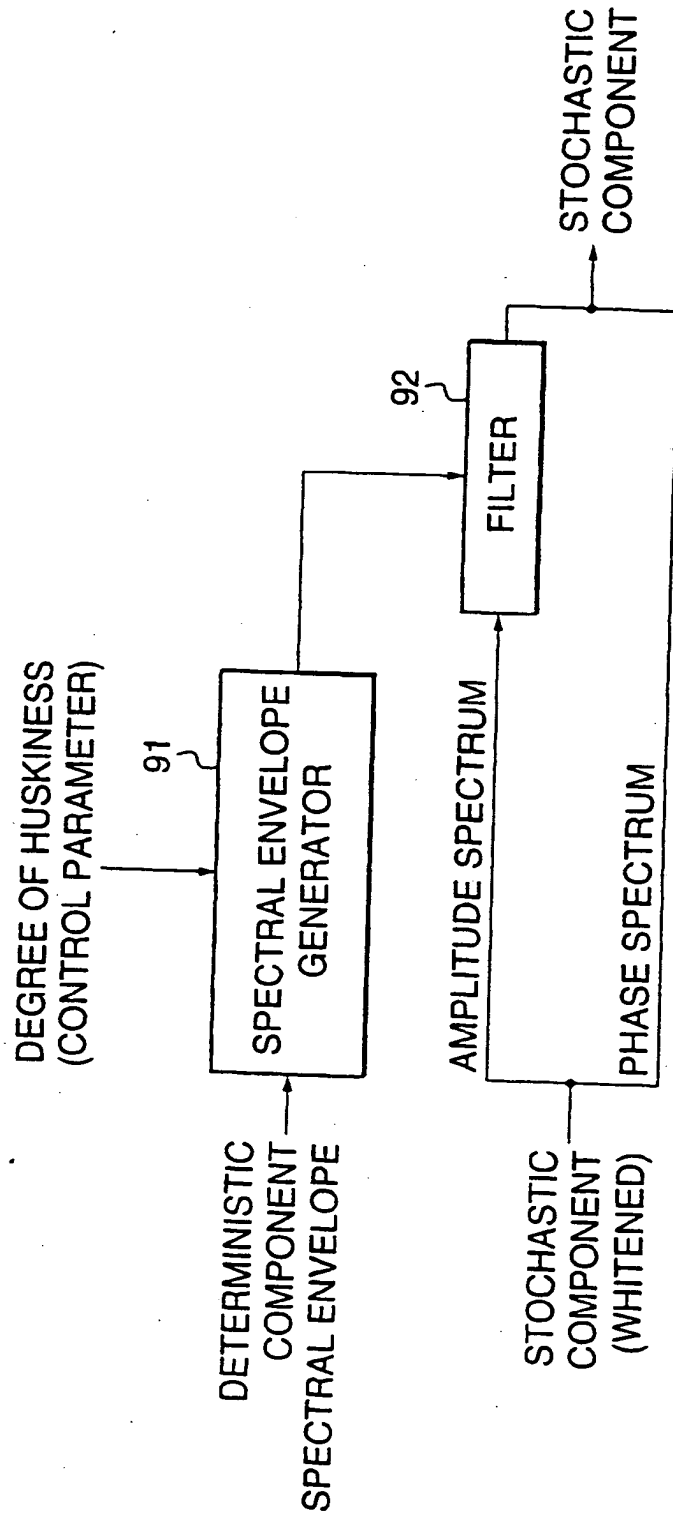 DEGREE OF HUSKINESS
(CONTROL PARAMETER)
91
DETERMINISTIC
COMPONENT
SPECTRAL ENVELOPE
SPECTRAL ENVELOPE
GENERATOR
92
FILTER
AMPLITUDE SPECTRUM
STOCHASTIC
COMPONENT
(WHITENED)
PHASE SPECTRUM
STOCHASTIC
COMPONENT